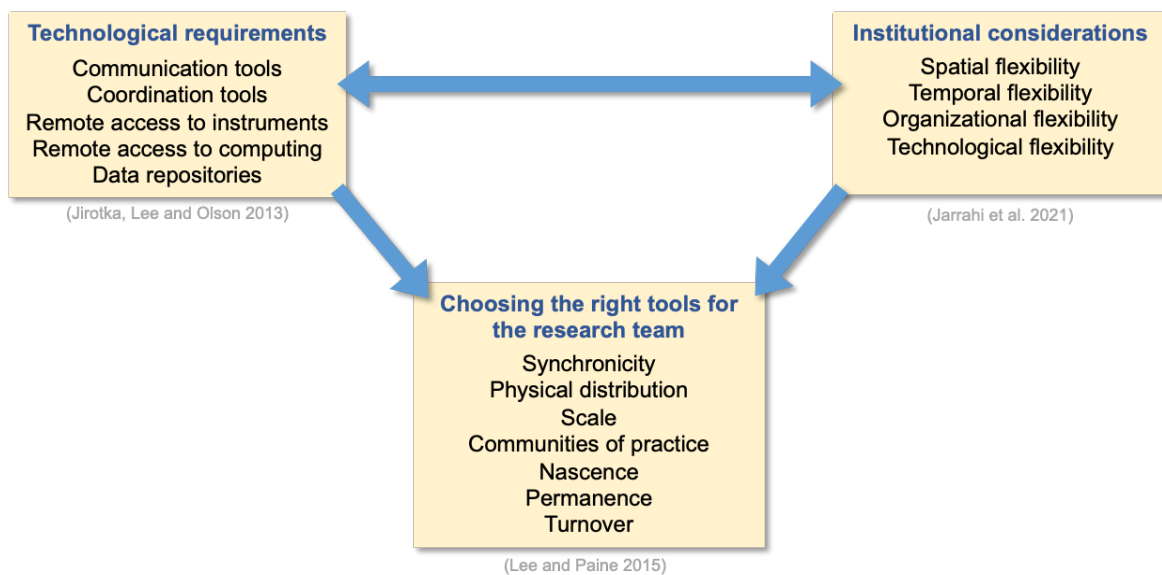 Technological requirements
Communication tools
Coordination tools
Remote access to instruments
Remote access to computing
Data repositories
(Jirotka, Lee and Olson 2013)
Institutional considerations
Spatial flexibility
Temporal flexibility
Organizational flexibility
Technological flexibility
(Jarrahi et al. 2021)
Choosing the right tools for
the research team
Synchronicity
Physical distribution
Scale
Communities of practice
Nascence
Permanence
Turnover
(Lee and Paine 2015)